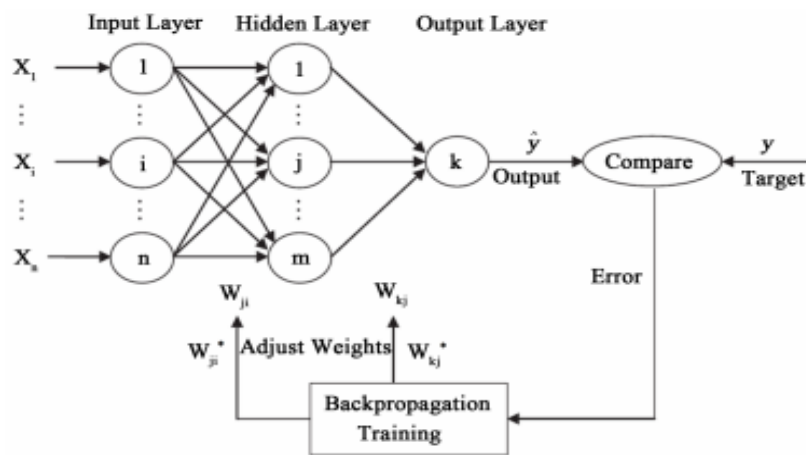 Input Layer Hidden Layer Output Layer
X₁ 1 1
⋮ ⋮ ⋮
Xᵢ i j k ŷ Output Compare y Target
⋮ ⋮ ⋮
Xₙ n m
Error
Wⱼᵢ Wₖⱼ
Wⱼᵢ* Adjust Weights Wₖⱼ*
Backpropagation
Training